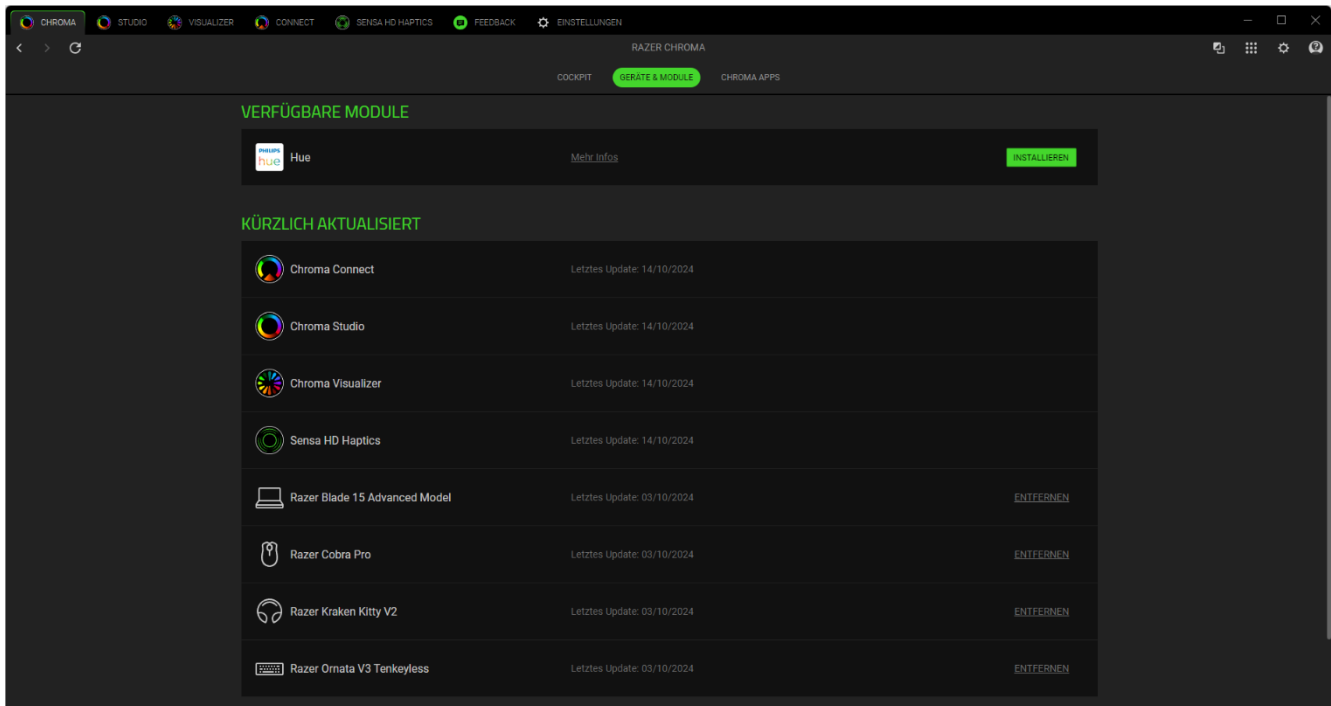 CHROMA STUDIO VISUALIZER CONNECT SENSA HD HAPTICS FEEDBACK EINSTELLUNGEN
RAZER CHROMA
COCKPIT GERÄTE & MODULE CHROMA APPS
VERFÜGBARE MODULE
PHILIPS
hue
Hue Mehr Infos INSTALLIEREN
KÜRZLICH AKTUALISIERT
Chroma Connect Letztes Update: 14/10/2024
Chroma Studio Letztes Update: 14/10/2024
Chroma Visualizer Letztes Update: 14/10/2024
Sensa HD Haptics Letztes Update: 14/10/2024
Razer Blade 15 Advanced Model Letztes Update: 03/10/2024 ENTFERNEN
Razer Cobra Pro Letztes Update: 03/10/2024 ENTFERNEN
Razer Kraken Kitty V2 Letztes Update: 03/10/2024 ENTFERNEN
Razer Ornata V3 Tenkeyless Letztes Update: 03/10/2024 ENTFERNEN